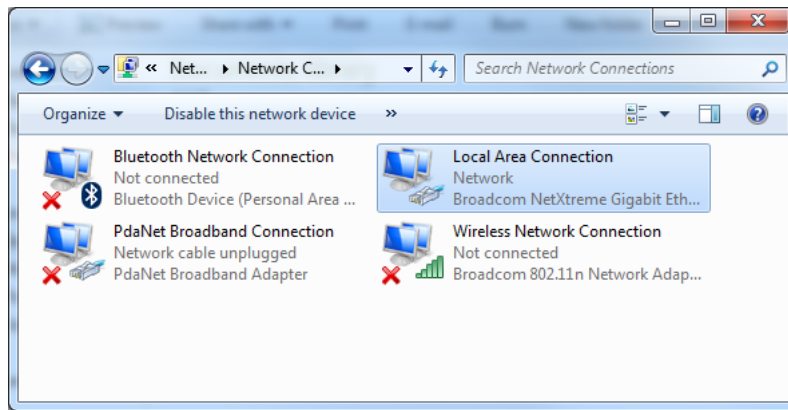 « Net... Network C...
Search Network Connections
Organize Disable this network device »
Bluetooth Network Connection
Not connected
Bluetooth Device (Personal Area ...
Local Area Connection
Network
Broadcom NetXtreme Gigabit Eth...
PdaNet Broadband Connection
Network cable unplugged
PdaNet Broadband Adapter
Wireless Network Connection
Not connected
Broadcom 802.11n Network Adap...